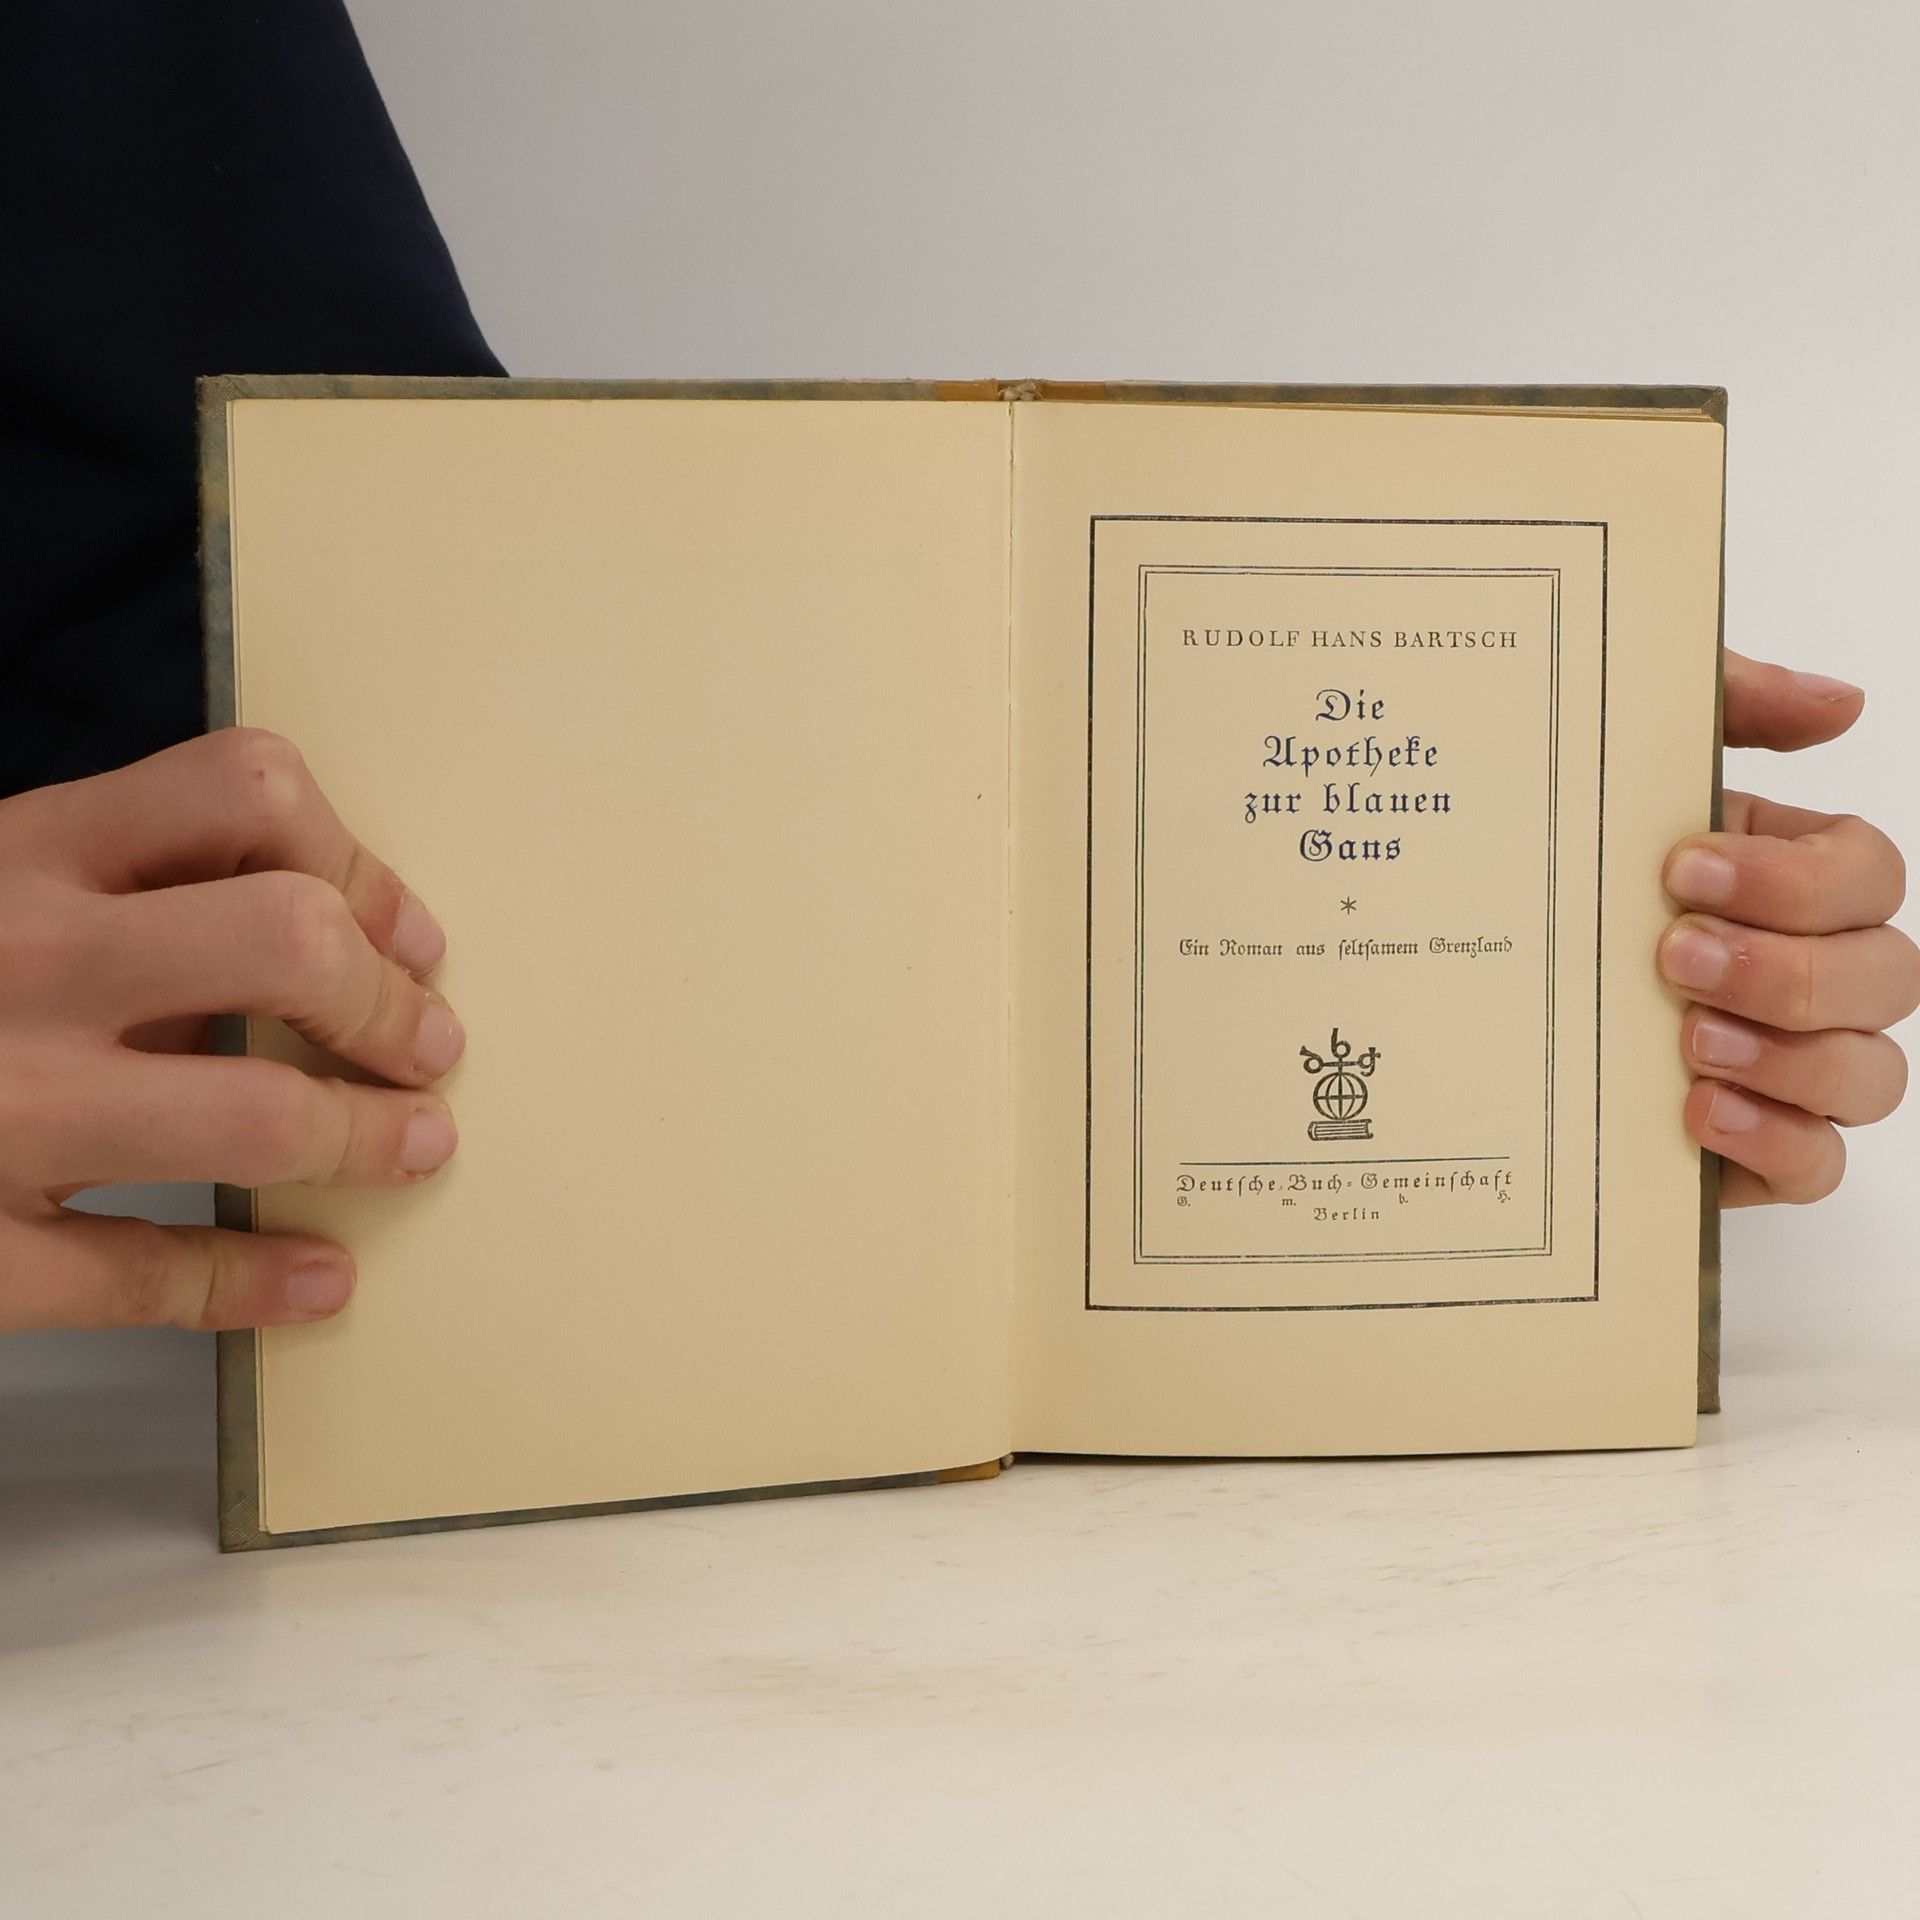 RUDOLF HANS BARTSCH
Die
Apotheke
zur blauen
Gans
*
Ein Roman aus ſeltſamem Grenzland
dbg
Deutſche Buch-Gemeinſchaft
G. m. b. H.
Berlin